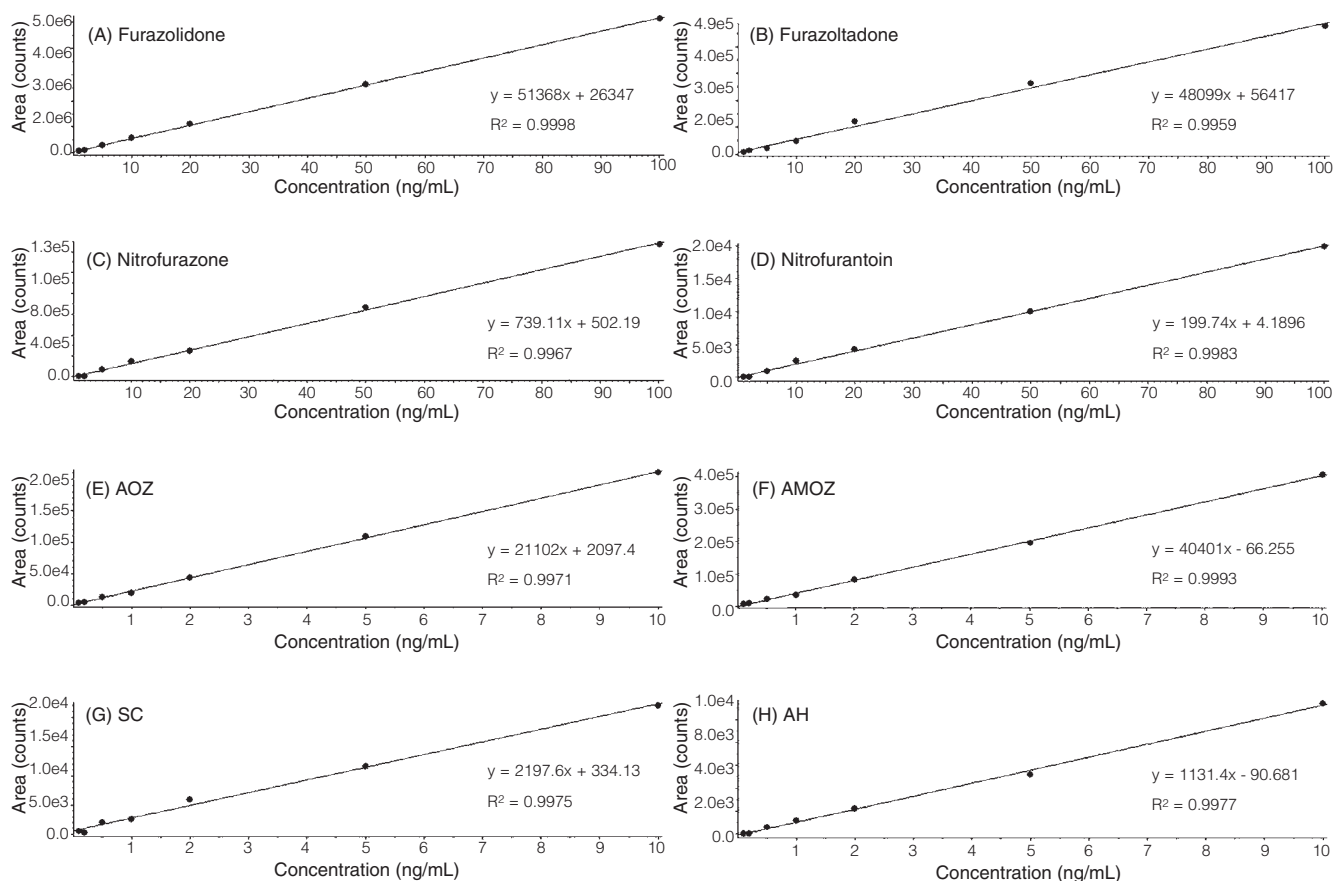 (A) Furazolidone
Area (counts)
5.0e6
4.0e6
3.0e6
2.0e6
0.0
y = 51368x + 26347
R² = 0.9998
10 20 30 40 50 60 70 80 90 100
Concentration (ng/mL)
(B) Furazoltadone
Area (counts)
4.9e5
3.0e5
2.0e5
0.0
y = 48099x + 56417
R² = 0.9959
10 20 30 40 50 60 70 80 90 100
Concentration (ng/mL)
(C) Nitrofurazone
Area (counts)
1.3e5
8.0e5
4.0e5
0.0
y = 739.11x + 502.19
R² = 0.9967
10 20 30 40 50 60 70 80 90 100
Concentration (ng/mL)
(D) Nitrofurantoin
Area (counts)
2.0e4
1.0e4
5.0e3
0.0
y = 199.74x + 4.1896
R² = 0.9983
10 20 30 40 50 60 70 80 90 100
Concentration (ng/mL)
(E) AOZ
Area (counts)
2.0e5
1.5e5
1.0e5
5.0e4
0.0
y = 21102x + 2097.4
R² = 0.9971
1 2 3 4 5 6 7 8 9 10
Concentration (ng/mL)
(F) AMOZ
Area (counts)
4.0e5
3.0e5
2.0e5
1.0e5
0.0
y = 40401x - 66.255
R² = 0.9993
1 2 3 4 5 6 7 8 9 10
Concentration (ng/mL)
(G) SC
Area (counts)
2.0e4
1.5e4
1.0e4
5.0e3
0.0
y = 2197.6x + 334.13
R² = 0.9975
1 2 3 4 5 6 7 8 9 10
Concentration (ng/mL)
(H) AH
Area (counts)
1.0e4
8.0e3
4.0e3
2.0e3
0.0
y = 1131.4x - 90.681
R² = 0.9977
1 2 3 4 5 6 7 8 9 10
Concentration (ng/mL)